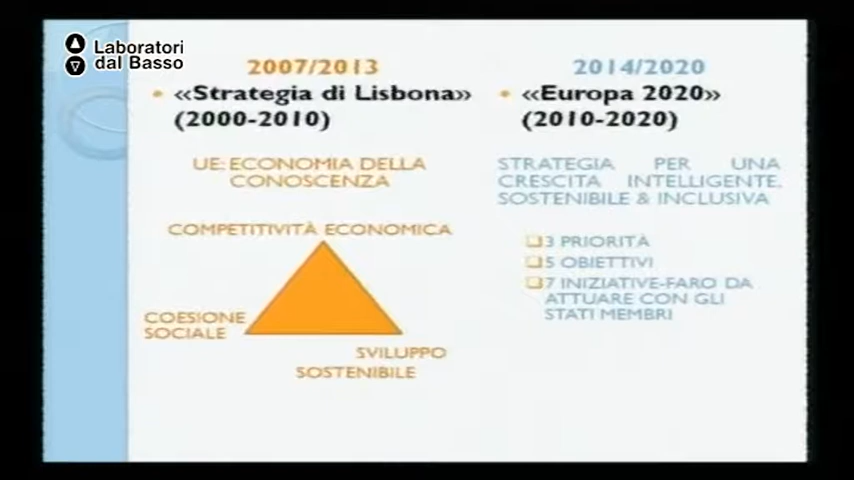 Laboratori
dal Basso
2007/2013
• «Strategia di Lisbona»
(2000-2010)
UE: ECONOMIA DELLA
CONOSCENZA
COMPETITIVITÀ ECONOMICA
COESIONE
SOCIALE
SVILUPPO
SOSTENIBILE
2014/2020
• «Europa 2020»
(2010-2020)
STRATEGIA PER UNA
CRESCITA INTELLIGENTE,
SOSTENIBILE & INCLUSIVA
❑3 PRIORITÀ
❑5 OBIETTIVI
❑7 INIZIATIVE-FARO DA
ATTUARE CON GLI
STATI MEMBRI